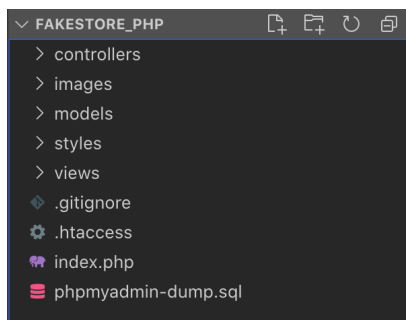 FAKESTORE_PHP
controllers
images
models
styles
views
.gitignore
.htaccess
index.php
phpmyadmin-dump.sql